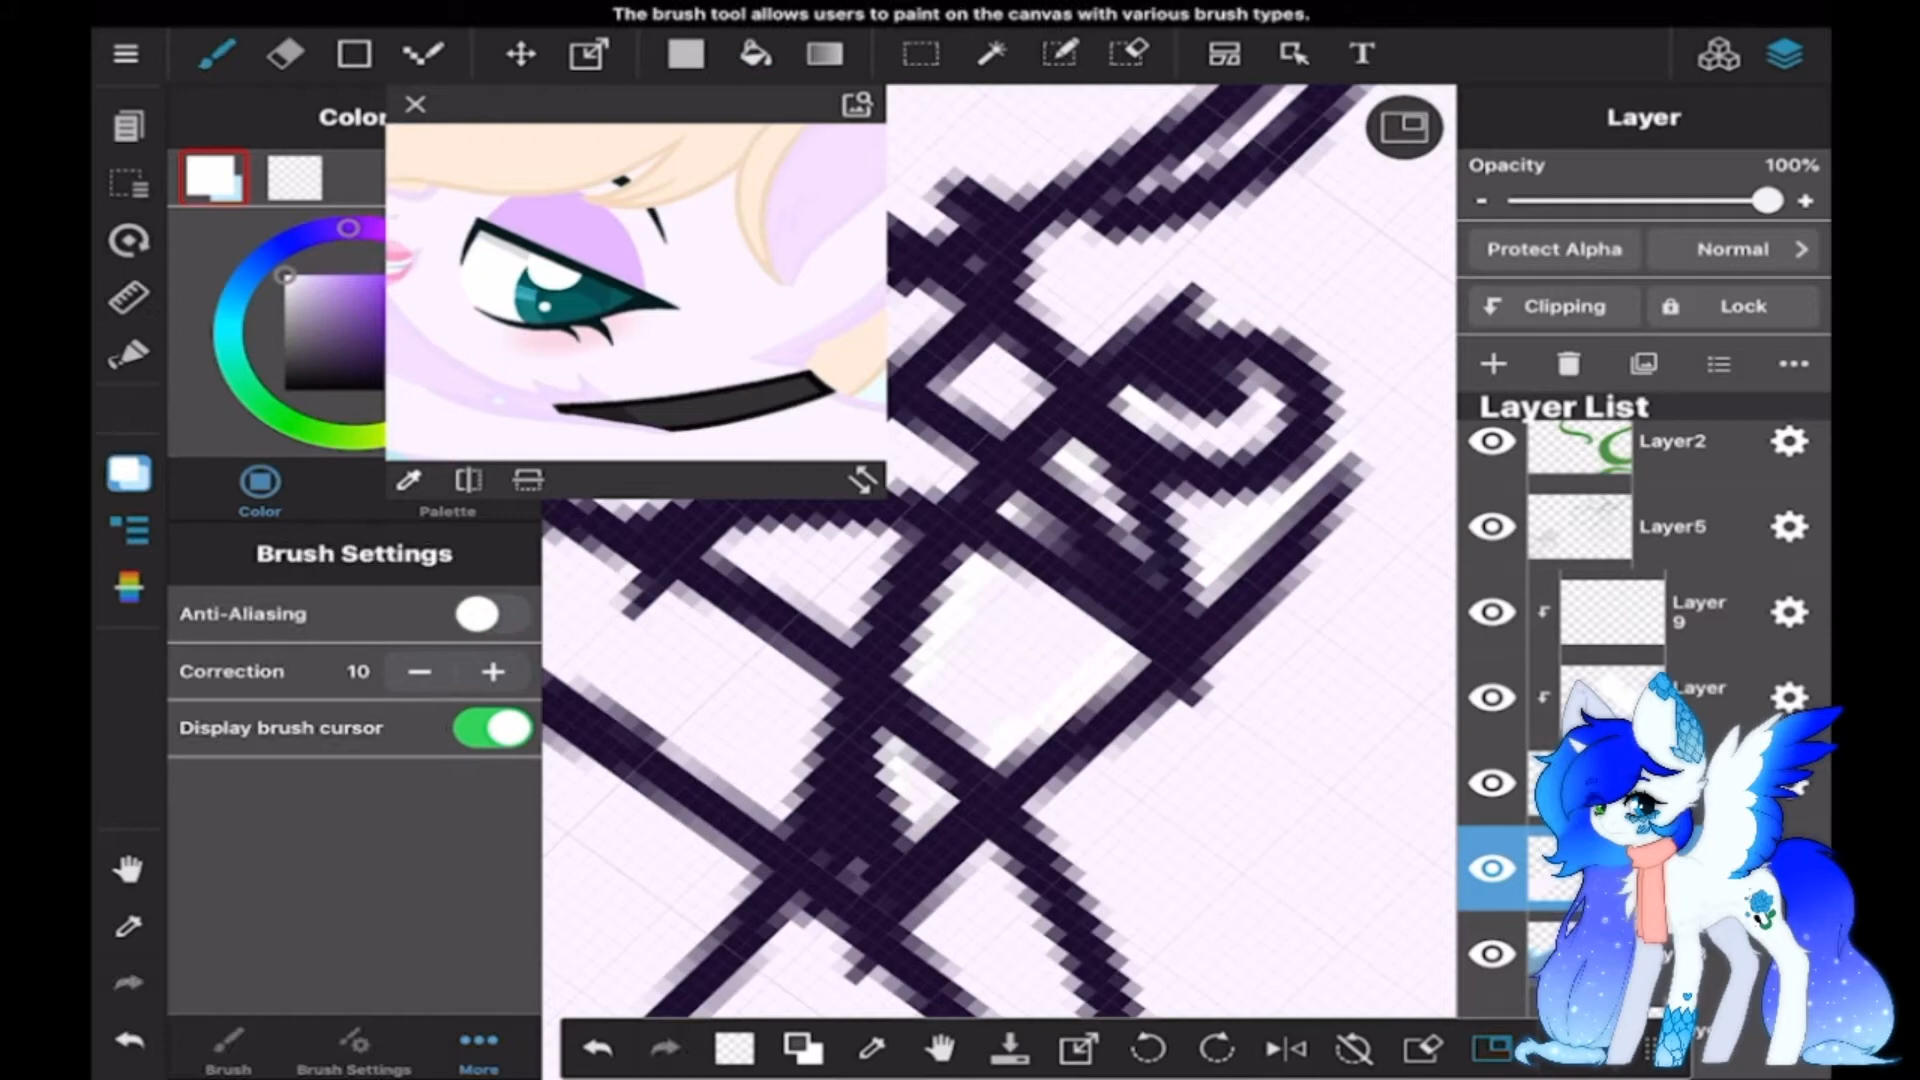 The brush tool allows users to paint on the canvas with various brush types.
T
Color
Layer
Opacity 100%
- +
Protect Alpha
Normal
Clipping
Lock
Layer List
Layer2
Layer5
Layer
9
Layer
Color
Palette
Brush Settings
Anti-Aliasing
Correction 10 - +
Display brush cursor
Brush
Brush Settings
More